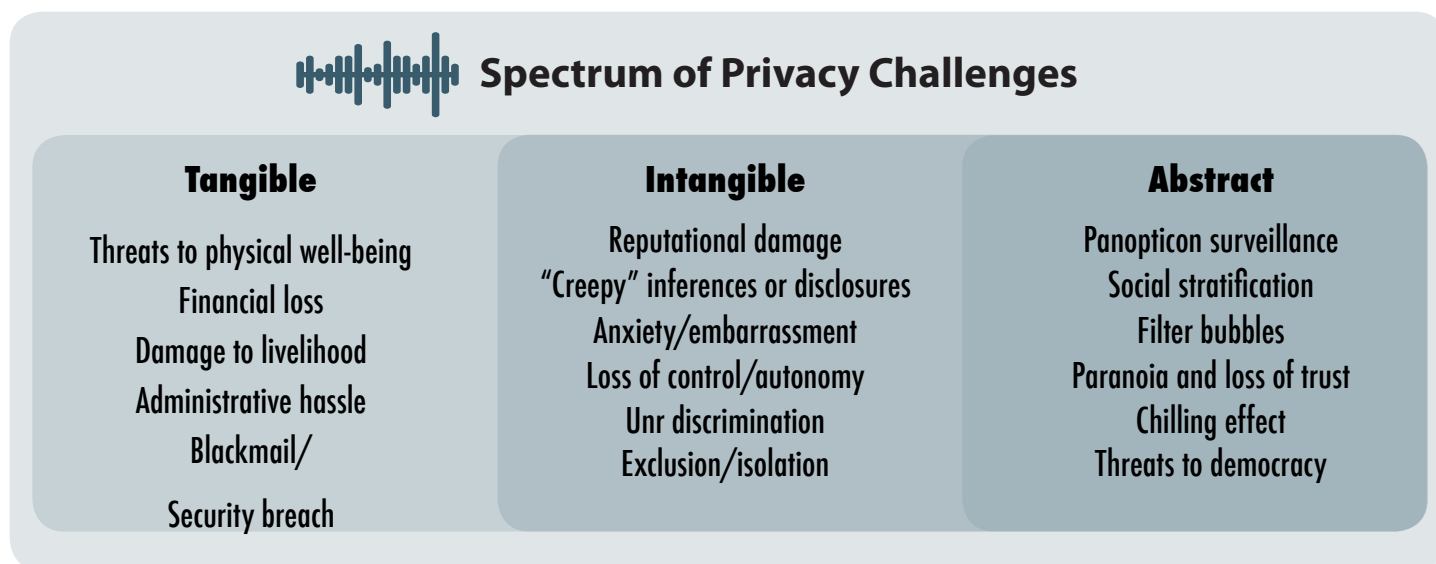 Spectrum of Privacy Challenges
Tangible
Threats to physical well-being
Financial loss
Damage to livelihood
Administrative hassle
Blackmail/
Security breach
Intangible
Reputational damage
“Creepy” inferences or disclosures
Anxiety/embarrassment
Loss of control/autonomy
Unr discrimination
Exclusion/isolation
Abstract
Panopticon surveillance
Social stratification
Filter bubbles
Paranoia and loss of trust
Chilling effect
Threats to democracy